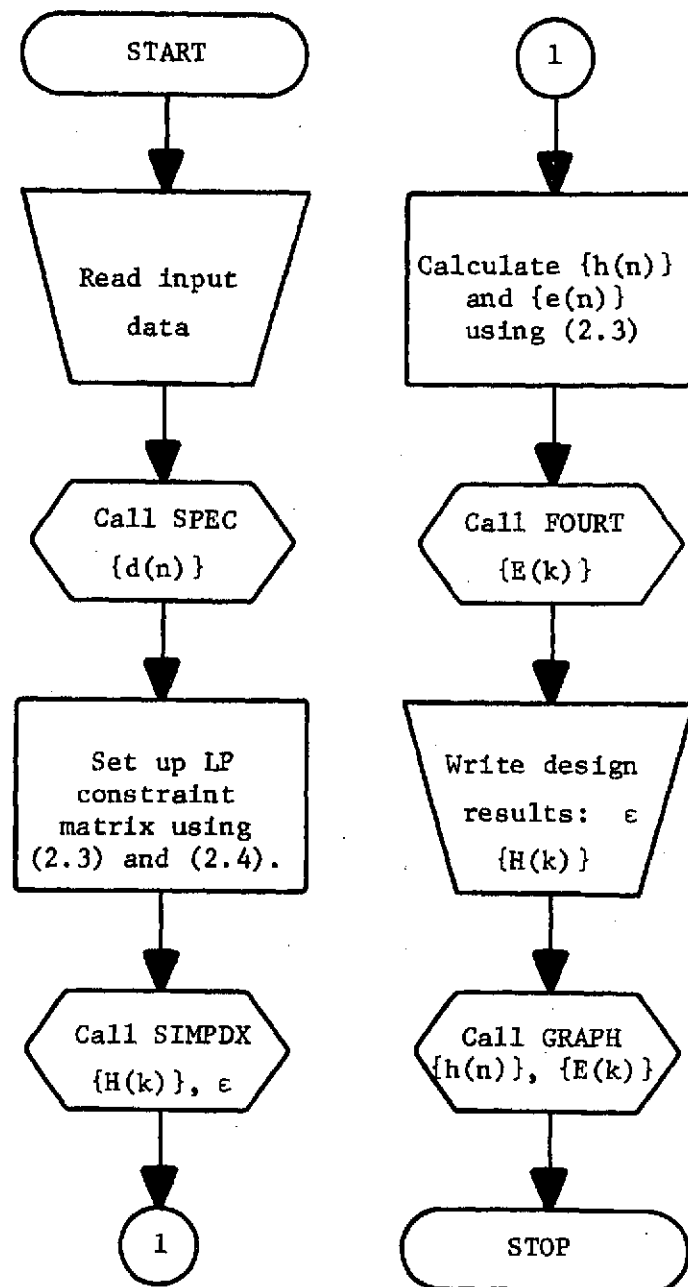 START
Read input
data
Call SPEC
{d(n)}
Set up LP
constraint
matrix using
(2.3) and (2.4).
Call SIMPDX
{H(k)}, ε
1
1
Calculate {h(n)}
and {e(n)}
using (2.3)
Call FOURT
{E(k)}
Write design
results: ε
{H(k)}
Call GRAPH
{h(n)}, {E(k)}
STOP